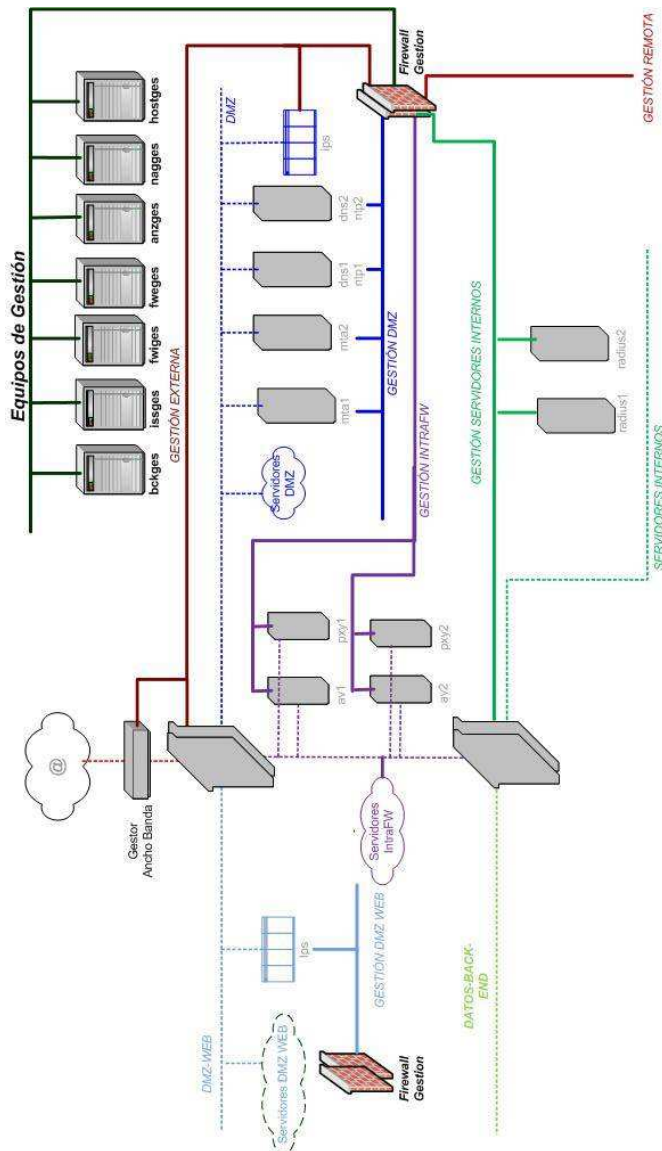 Equipos de Gestión
bckges
issges
fwiges
fweges
anzges
nagges
hostges
GESTIÓN EXTERNA
Firewall
Gestion
GESTIÓN REMOTA
@
Gestor
Ancho Banda
DMZ-WEB
DMZ
Servidores DMZ WEB
Ips
Servidores
DMZ
mta1
mta2
dns1
ntp1
dns2
ntp2
ips
GESTIÓN DMZ
GESTIÓN DMZ WEB
Firewall
Gestion
Servidores
IntraFW
av1
pxy1
av2
pxy2
GESTIÓN INTRAFW
GESTIÓN SERVIDORES INTERNOS
DATOS-BACK-
END
radius1
radius2
SERVIDORES INTERNOS